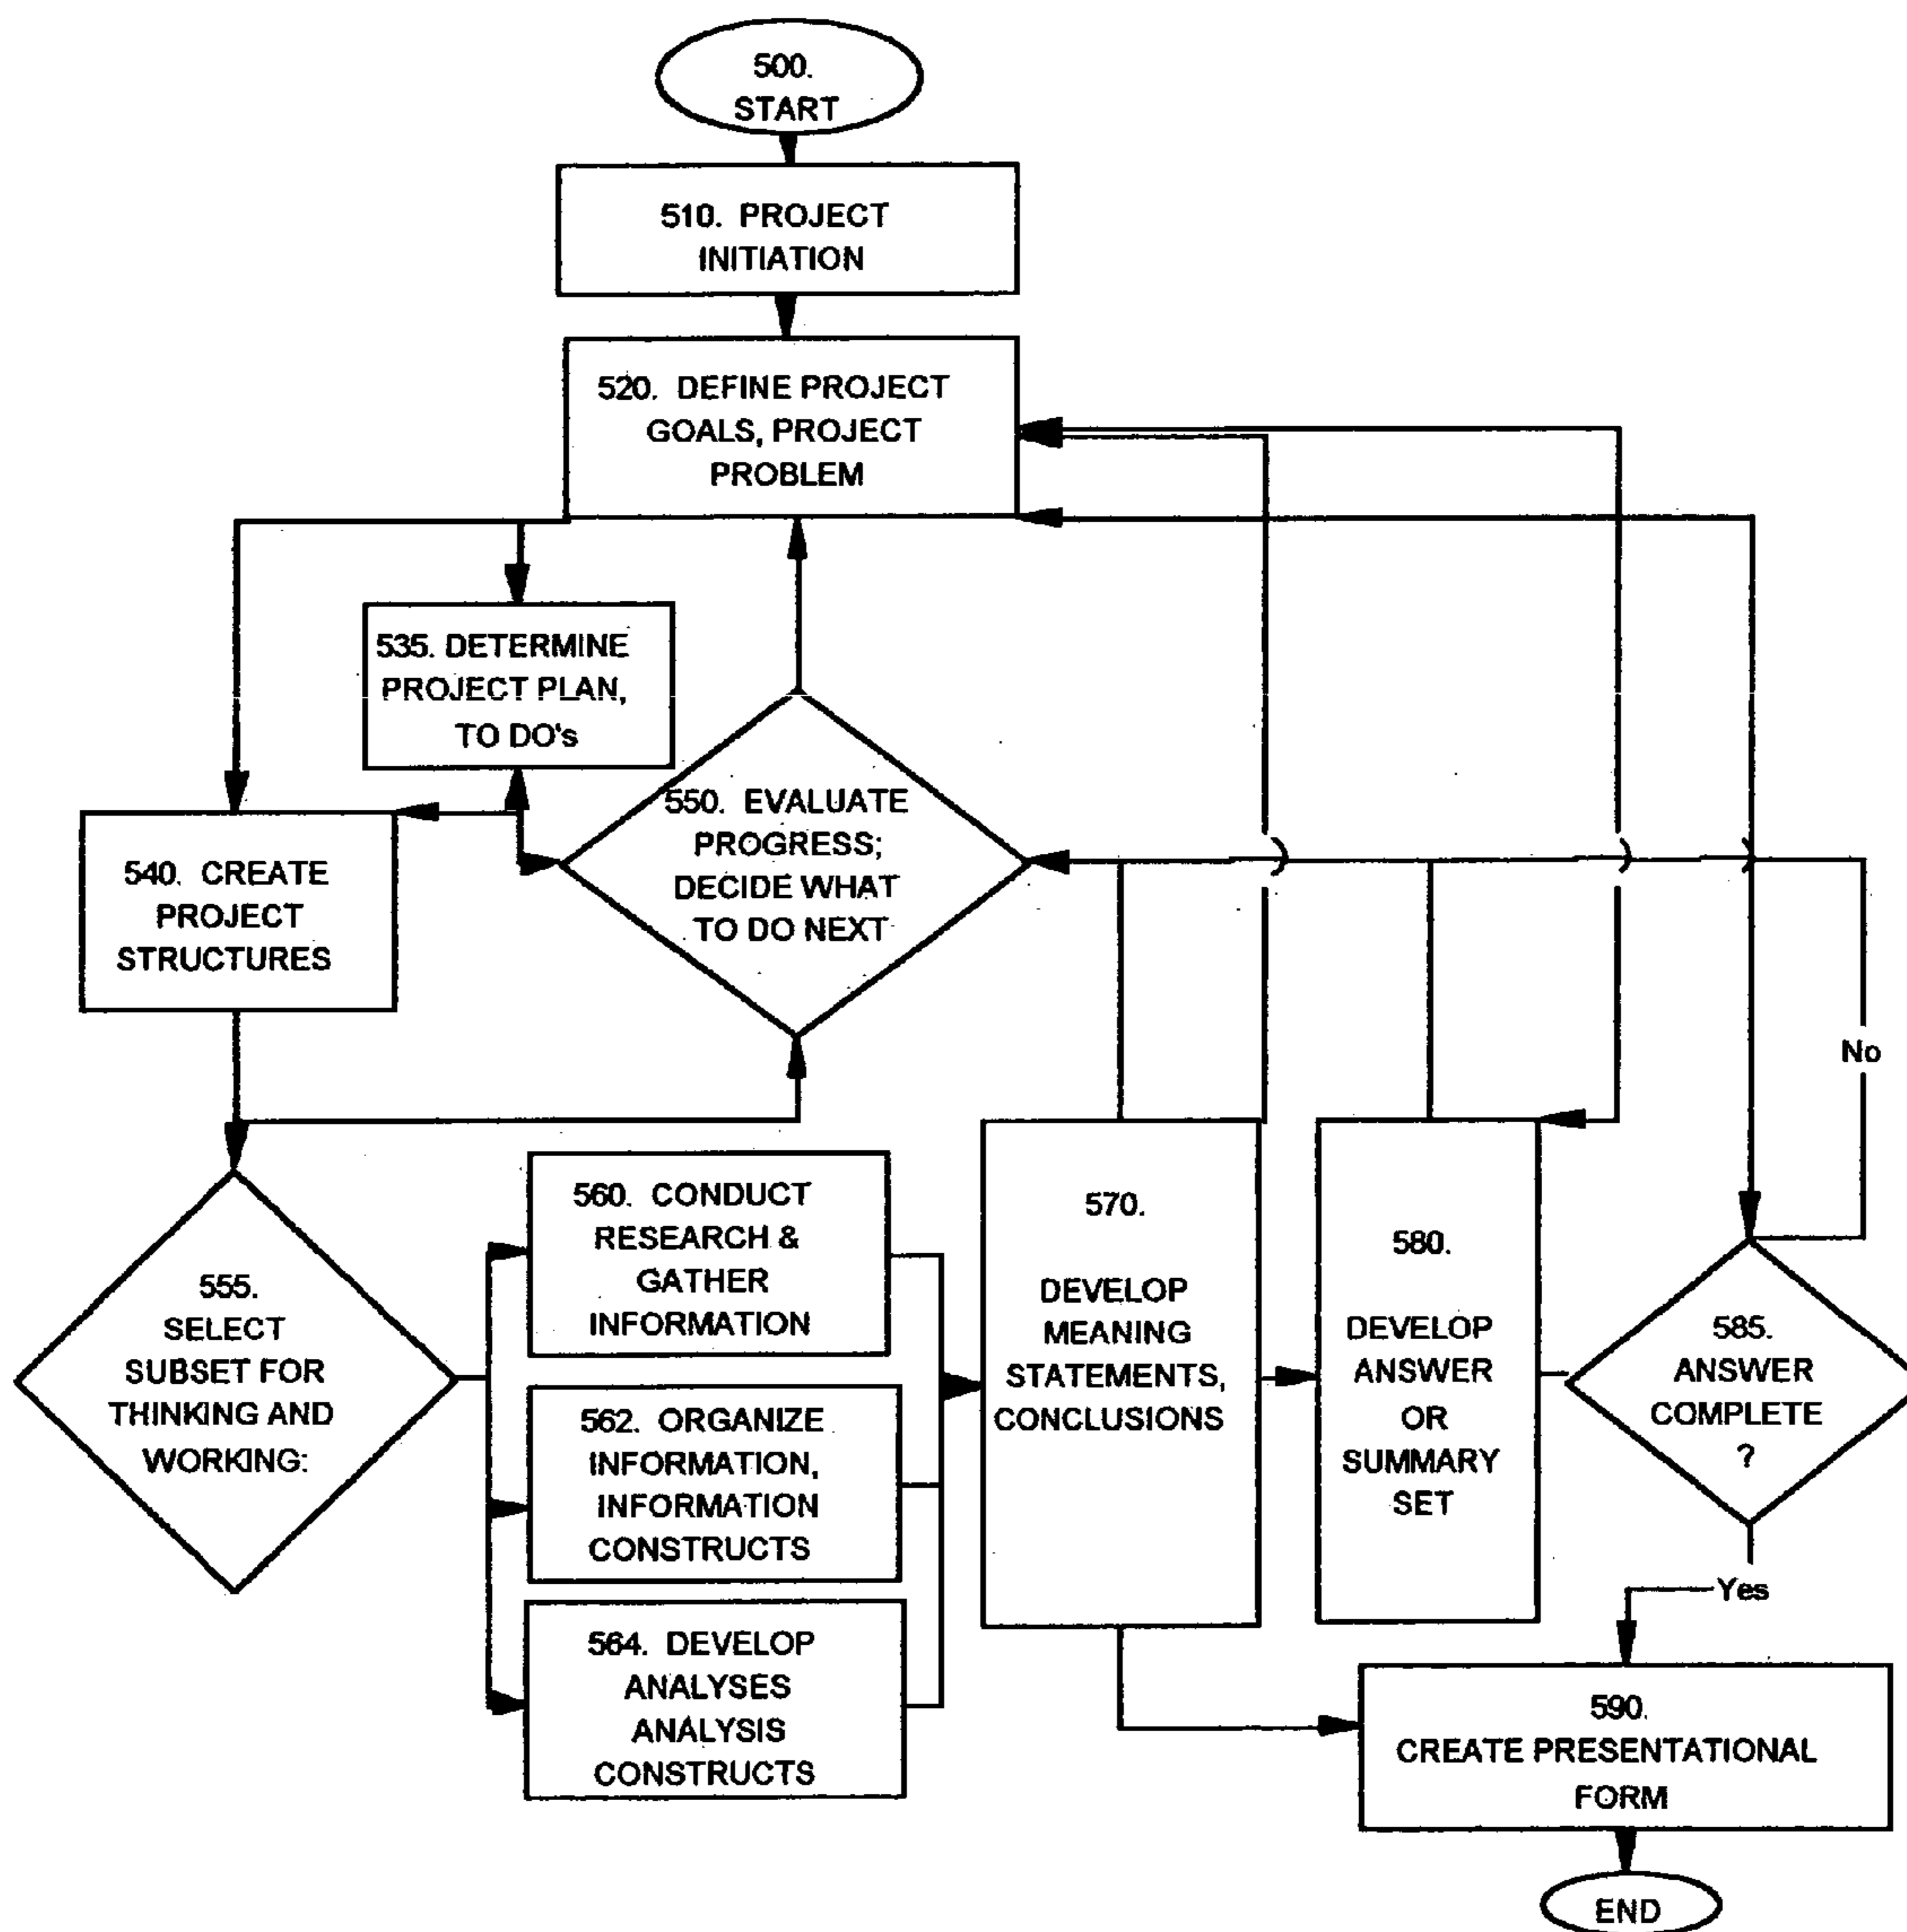 500.
START
510. PROJECT
INITIATION
520. DEFINE PROJECT
GOALS, PROJECT
PROBLEM
535. DETERMINE
PROJECT PLAN,
TO DO's
550. EVALUATE
PROGRESS;
DECIDE WHAT
TO DO NEXT
540. CREATE
PROJECT
STRUCTURES
No
555.
SELECT
SUBSET FOR
THINKING AND
WORKING:
560. CONDUCT
RESEARCH &
GATHER
INFORMATION
562. ORGANIZE
INFORMATION,
INFORMATION
CONSTRUCTS
564. DEVELOP
ANALYSES
ANALYSIS
CONSTRUCTS
570.
DEVELOP
MEANING
STATEMENTS,
CONCLUSIONS
580.
DEVELOP
ANSWER
OR
SUMMARY
SET
585.
ANSWER
COMPLETE
?
Yes
590.
CREATE PRESENTATIONAL
FORM
END